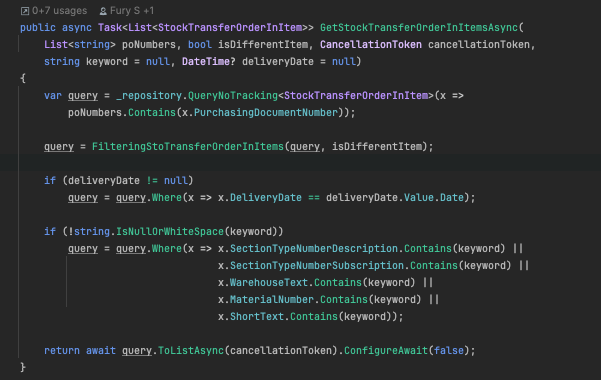 0+7 usages Fury S +1
public async Task<List<StockTransferOrderInItem>> GetStockTransferOrderInItemsAsync(
    List<string> poNumbers, bool isDifferentItem, CancellationToken cancellationToken,
    string keyword = null, DateTime? deliveryDate = null)
{
    var query = _repository.QueryNoTracking<StockTransferOrderInItem>(x =>
        poNumbers.Contains(x.PurchasingDocumentNumber));

    query = FilteringStoTransferOrderInItems(query, isDifferentItem);

    if (deliveryDate != null)
        query = query.Where(x => x.DeliveryDate == deliveryDate.Value.Date);

    if (!string.IsNullOrWhiteSpace(keyword))
        query = query.Where(x => x.SectionTypeNumberDescription.Contains(keyword) ||
                                 x.SectionTypeNumberSubscription.Contains(keyword) ||
                                 x.WarehouseText.Contains(keyword) ||
                                 x.MaterialNumber.Contains(keyword) ||
                                 x.ShortText.Contains(keyword));

    return await query.ToListAsync(cancellationToken).ConfigureAwait(false);
}